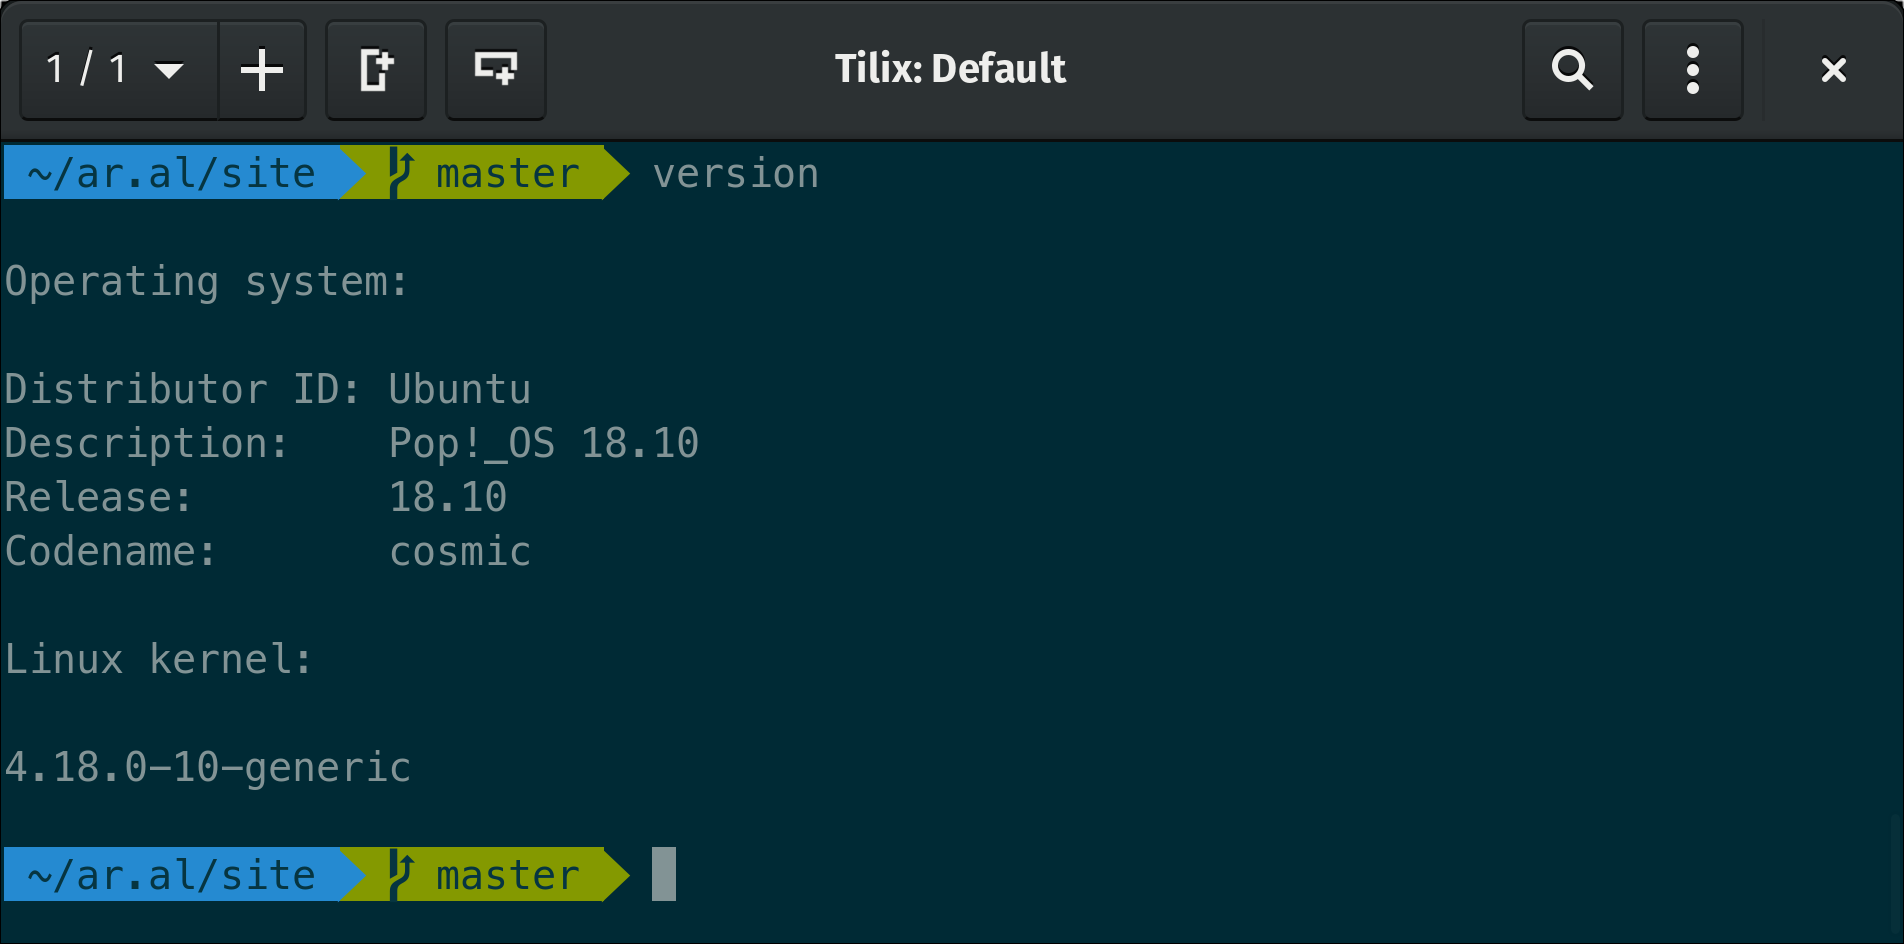 1 / 1
Tilix: Default
~/ar.al/site master version
Operating system:
Distributor ID: Ubuntu
Description: Pop!_OS 18.10
Release: 18.10
Codename: cosmic
Linux kernel:
4.18.0-10-generic
~/ar.al/site master